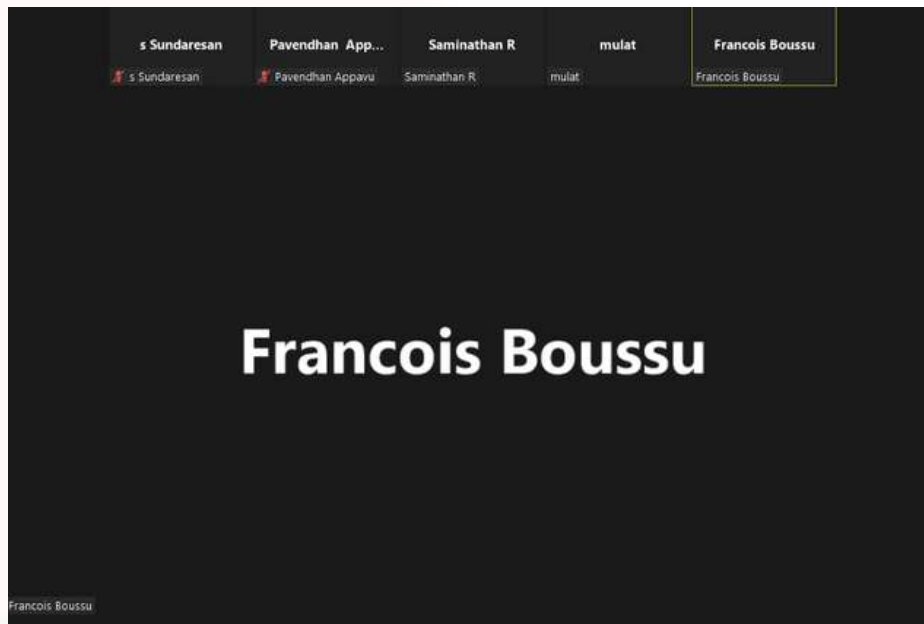 s Sundaresan
Pavendhan App...
Saminathan R
mulat
Francois Boussu
s Sundaresan
Pavendhan Appavu
Saminathan R
mulat
Francois Boussu
Francois Boussu
Francois Boussu